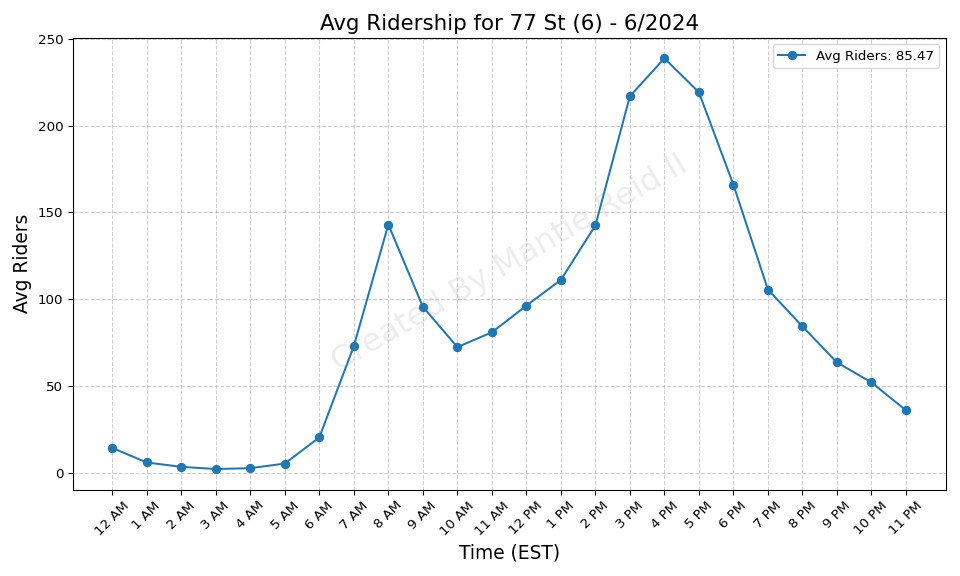 Avg Ridership for 77 St (6) - 6/2024
Avg Riders: 85.47
250
200
150
100
50
0
Avg Riders
Created By Mantle Reid II
12 AM
1 AM
2 AM
3 AM
4 AM
5 AM
6 AM
7 AM
8 AM
9 AM
10 AM
11 AM
12 PM
1 PM
2 PM
3 PM
4 PM
5 PM
6 PM
7 PM
8 PM
9 PM
10 PM
11 PM
Time (EST)